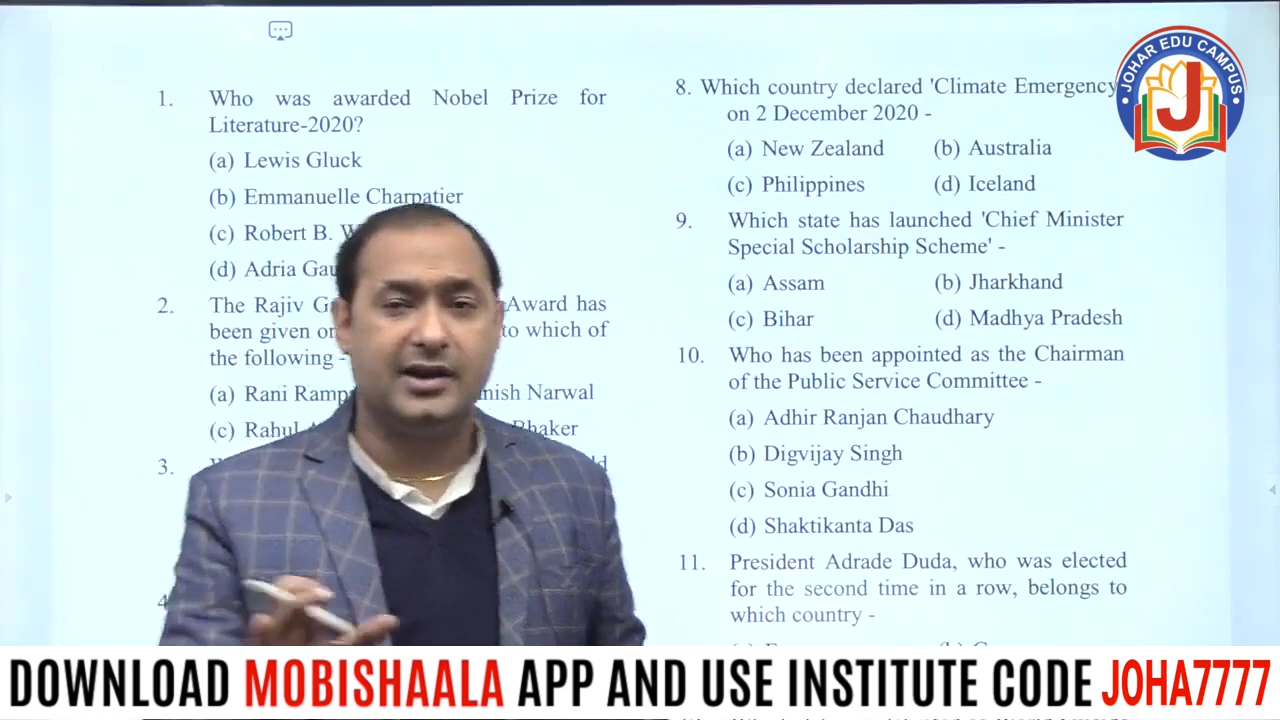 1. Who was awarded Nobel Prize for
Literature-2020?
(a) Lewis Gluck
(b) Emmanuelle Charpatier
(c) Robert B.
(d) Adria
2. The Rajiv Award has
been given to which of
the following -
(a) Rani Narwal
(c) Rahul Bhaker
3.
8. Which country declared 'Climate Emergency
on 2 December 2020 -
(a) New Zealand (b) Australia
(c) Philippines (d) Iceland
9. Which state has launched 'Chief Minister
Special Scholarship Scheme' -
(a) Assam (b) Jharkhand
(c) Bihar (d) Madhya Pradesh
10. Who has been appointed as the Chairman
of the Public Service Committee -
(a) Adhir Ranjan Chaudhary
(b) Digvijay Singh
(c) Sonia Gandhi
(d) Shaktikanta Das
11. President Adrade Duda, who was elected
for the second time in a row, belongs to
which country -
JOHAR EDU CAMPUS
J
DOWNLOAD MOBISHAALA APP AND USE INSTITUTE CODE JOHA7777